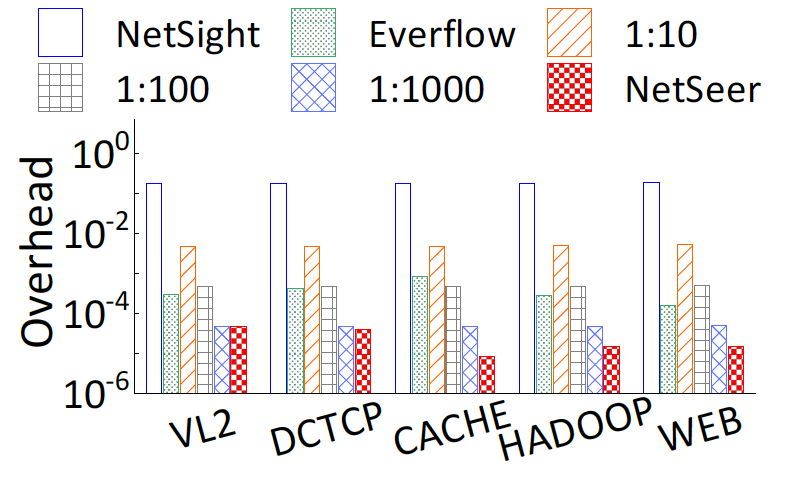 NetSight Everflow 1:10
1:100 1:1000 NetSeer
Overhead
10^0
10^-2
10^-4
10^-6
VL2 DCTCP CACHE HADOOP WEB